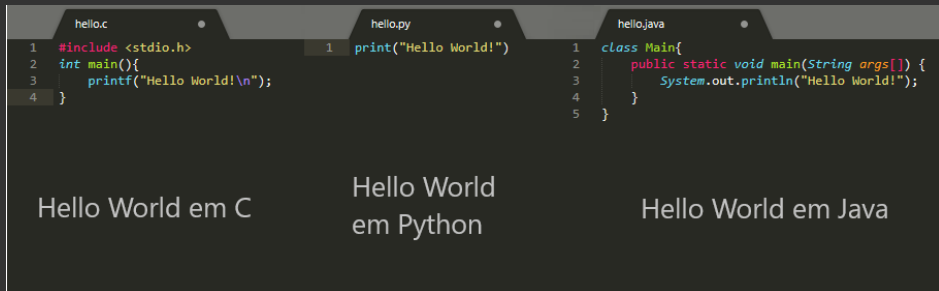 hello.c
1 #include <stdio.h>
2 int main(){
3     printf("Hello World!\n");
4 }
Hello World em C
hello.py
1 print("Hello World!")
Hello World
em Python
hello.java
1 class Main{
2     public static void main(String args[]) {
3         System.out.println("Hello World!");
4     }
5 }
Hello World em Java